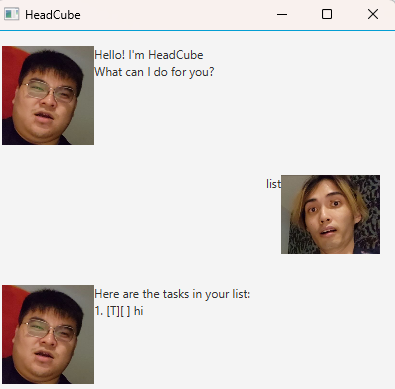 HeadCube
Hello! I'm HeadCube
What can I do for you?
list
Here are the tasks in your list:
1. [T][ ] hi